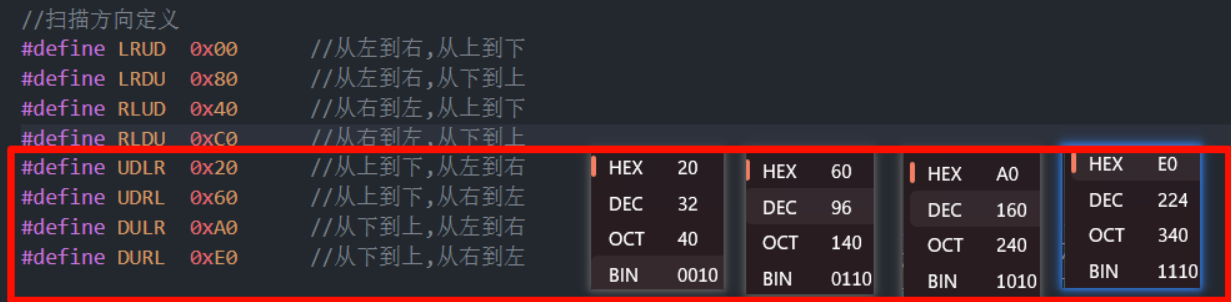 //扫描方向定义
#define LRUD 0x00 //从左到右,从上到下
#define LRDU 0x80 //从左到右,从下到上
#define RLUD 0x40 //从右到左,从上到下
#define RLDU 0xC0 //从右到左,从下到上
#define UDLR 0x20 //从上到下,从左到右
#define UDRL 0x60 //从上到下,从右到左
#define DULR 0xA0 //从下到上,从左到右
#define DURL 0xE0 //从下到上,从右到左
HEX 20
DEC 32
OCT 40
BIN 0010
HEX 60
DEC 96
OCT 140
BIN 0110
HEX A0
DEC 160
OCT 240
BIN 1010
HEX E0
DEC 224
OCT 340
BIN 1110